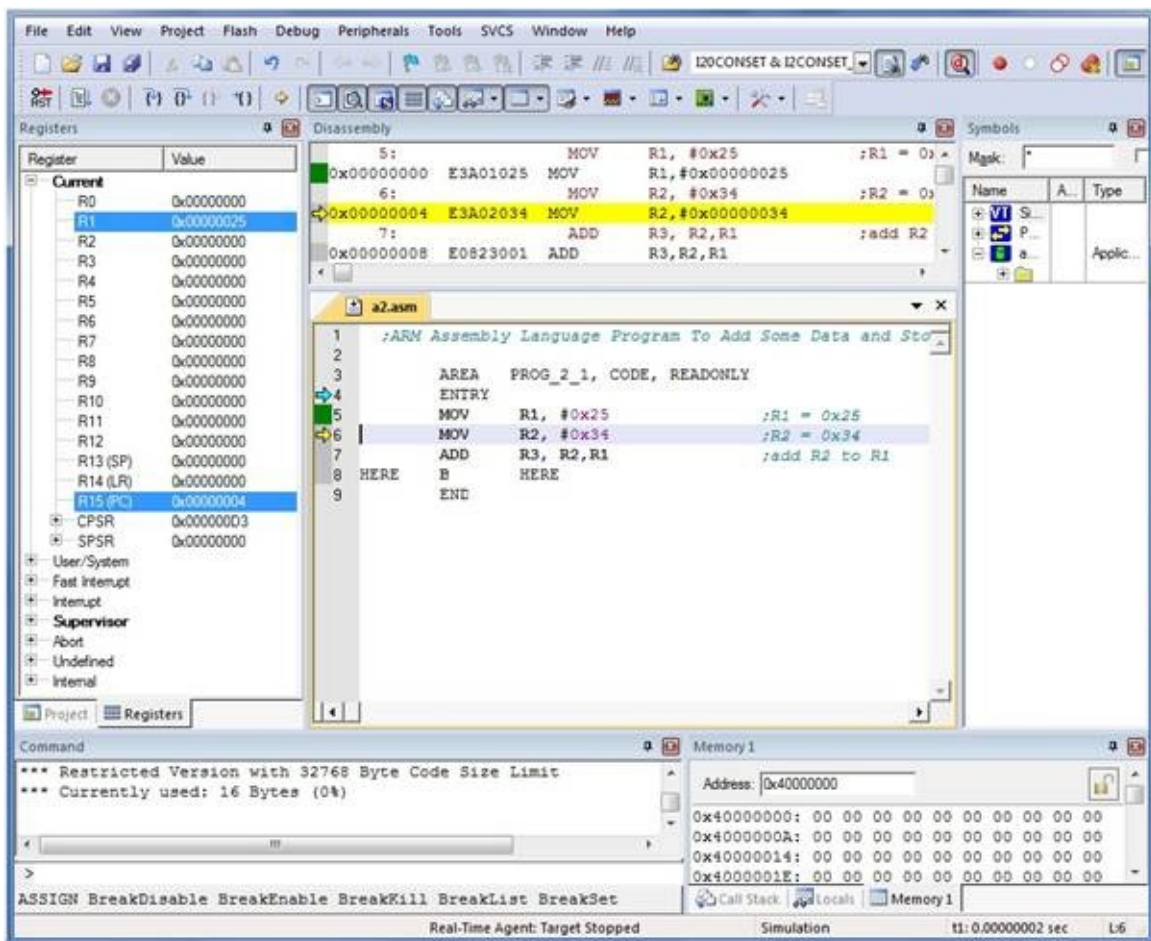 File Edit View Project Flash Debug Peripherals Tools SVCS Window Help
I20CONSET & I2CONSET_
RST
Registers
Register Value
Current
R0 0x00000000
R1 0x00000025
R2 0x00000000
R3 0x00000000
R4 0x00000000
R5 0x00000000
R6 0x00000000
R7 0x00000000
R8 0x00000000
R9 0x00000000
R10 0x00000000
R11 0x00000000
R12 0x00000000
R13 (SP) 0x00000000
R14 (LR) 0x00000000
R15 (PC) 0x00000004
CPSR 0x000000D3
SPSR 0x00000000
User/System
Fast Interrupt
Interrupt
Supervisor
Abort
Undefined
Internal
Project Registers
Disassembly
5: MOV R1, #0x25 ;R1 = 0x
0x00000000 E3A01025 MOV R1,#0x00000025
6: MOV R2, #0x34 ;R2 = 0x
0x00000004 E3A02034 MOV R2,#0x00000034
7: ADD R3, R2,R1 ;add R2
0x00000008 E0823001 ADD R3,R2,R1
a2.asm
1 ;ARM Assembly Language Program To Add Some Data and Sto
2
3 AREA PROG_2_1, CODE, READONLY
4 ENTRY
5 MOV R1, #0x25 ;R1 = 0x25
6 MOV R2, #0x34 ;R2 = 0x34
7 ADD R3, R2,R1 ;add R2 to R1
8 HERE B HERE
9 END
Symbols
Mask: *
Name A... Type
S...
P...
a... Applic...
Command
*** Restricted Version with 32768 Byte Code Size Limit
*** Currently used: 16 Bytes (0%)
>
ASSIGN BreakDisable BreakEnable BreakKill BreakList BreakSet
Memory 1
Address: 0x40000000
0x40000000: 00 00 00 00 00 00 00 00 00 00
0x4000000A: 00 00 00 00 00 00 00 00 00 00
0x40000014: 00 00 00 00 00 00 00 00 00 00
0x4000001E: 00 00 00 00 00 00 00 00 00 00
Call Stack Locals Memory 1
Real-Time Agent: Target Stopped Simulation t1: 0.00000002 sec L:6